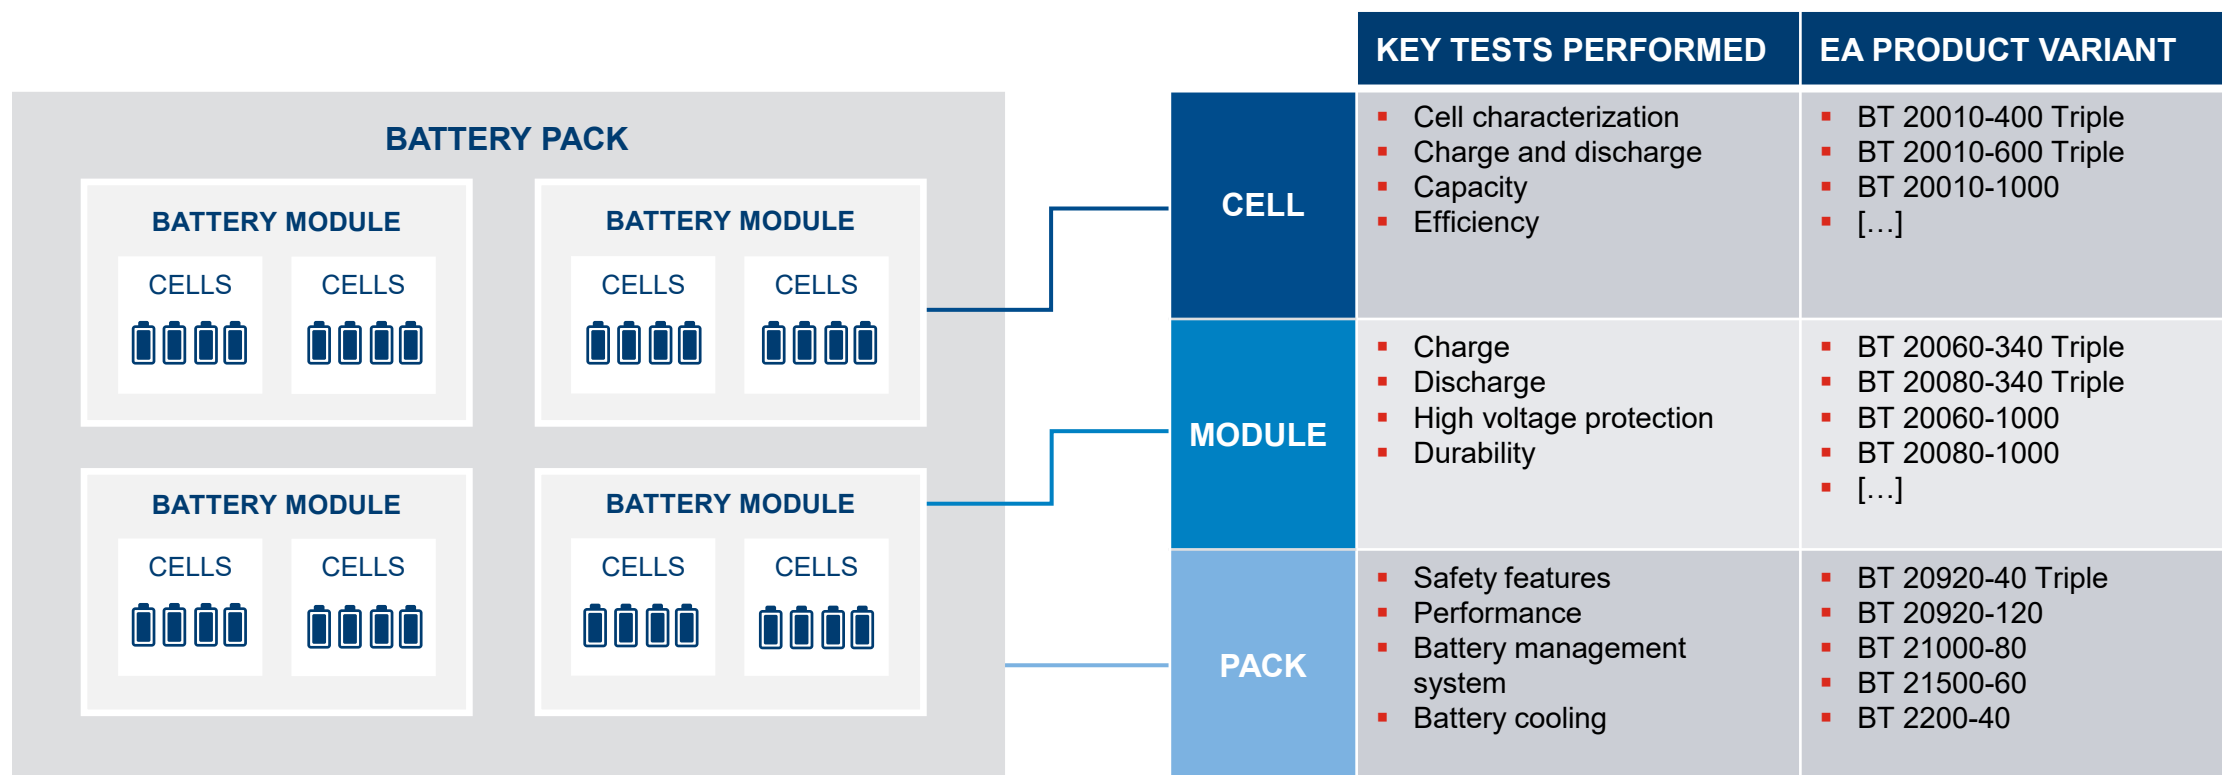 KEY TESTS PERFORMED
EA PRODUCT VARIANT
BATTERY PACK
BATTERY MODULE
CELLS
CELLS
BATTERY MODULE
CELLS
CELLS
BATTERY MODULE
CELLS
CELLS
BATTERY MODULE
CELLS
CELLS
CELL
Cell characterization
Charge and discharge
Capacity
Efficiency
BT 20010-400 Triple
BT 20010-600 Triple
BT 20010-1000
[…]
MODULE
Charge
Discharge
High voltage protection
Durability
BT 20060-340 Triple
BT 20080-340 Triple
BT 20060-1000
BT 20080-1000
[…]
PACK
Safety features
Performance
Battery management
system
Battery cooling
BT 20920-40 Triple
BT 20920-120
BT 21000-80
BT 21500-60
BT 2200-40